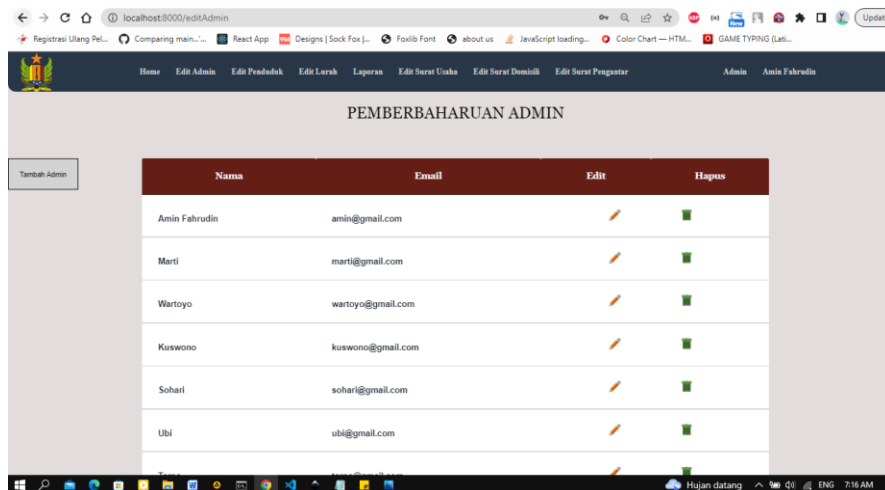 localhost:8000/editAdmin
Updat
Registrasi Ulang Pel... Comparing main...'... React App Designs | Sock Fox |... Foxlib Font about us JavaScript loading... Color Chart — HTM... GAME TYPING (Lati...
Home Edit Admin Edit Penduduk Edit Lurah Laporan Edit Surat Usaha Edit Surat Domisili Edit Surat Pengantar Admin Amin Fahrudin
PEMBERBAHARUAN ADMIN
Tambah Admin
Nama Email Edit Hapus
Amin Fahrudin amin@gmail.com
Marti marti@gmail.com
Wartoyo wartoyo@gmail.com
Kuswono kuswono@gmail.com
Sohari sohari@gmail.com
Ubi ubi@gmail.com
Hujan datang ENG 7:16 AM